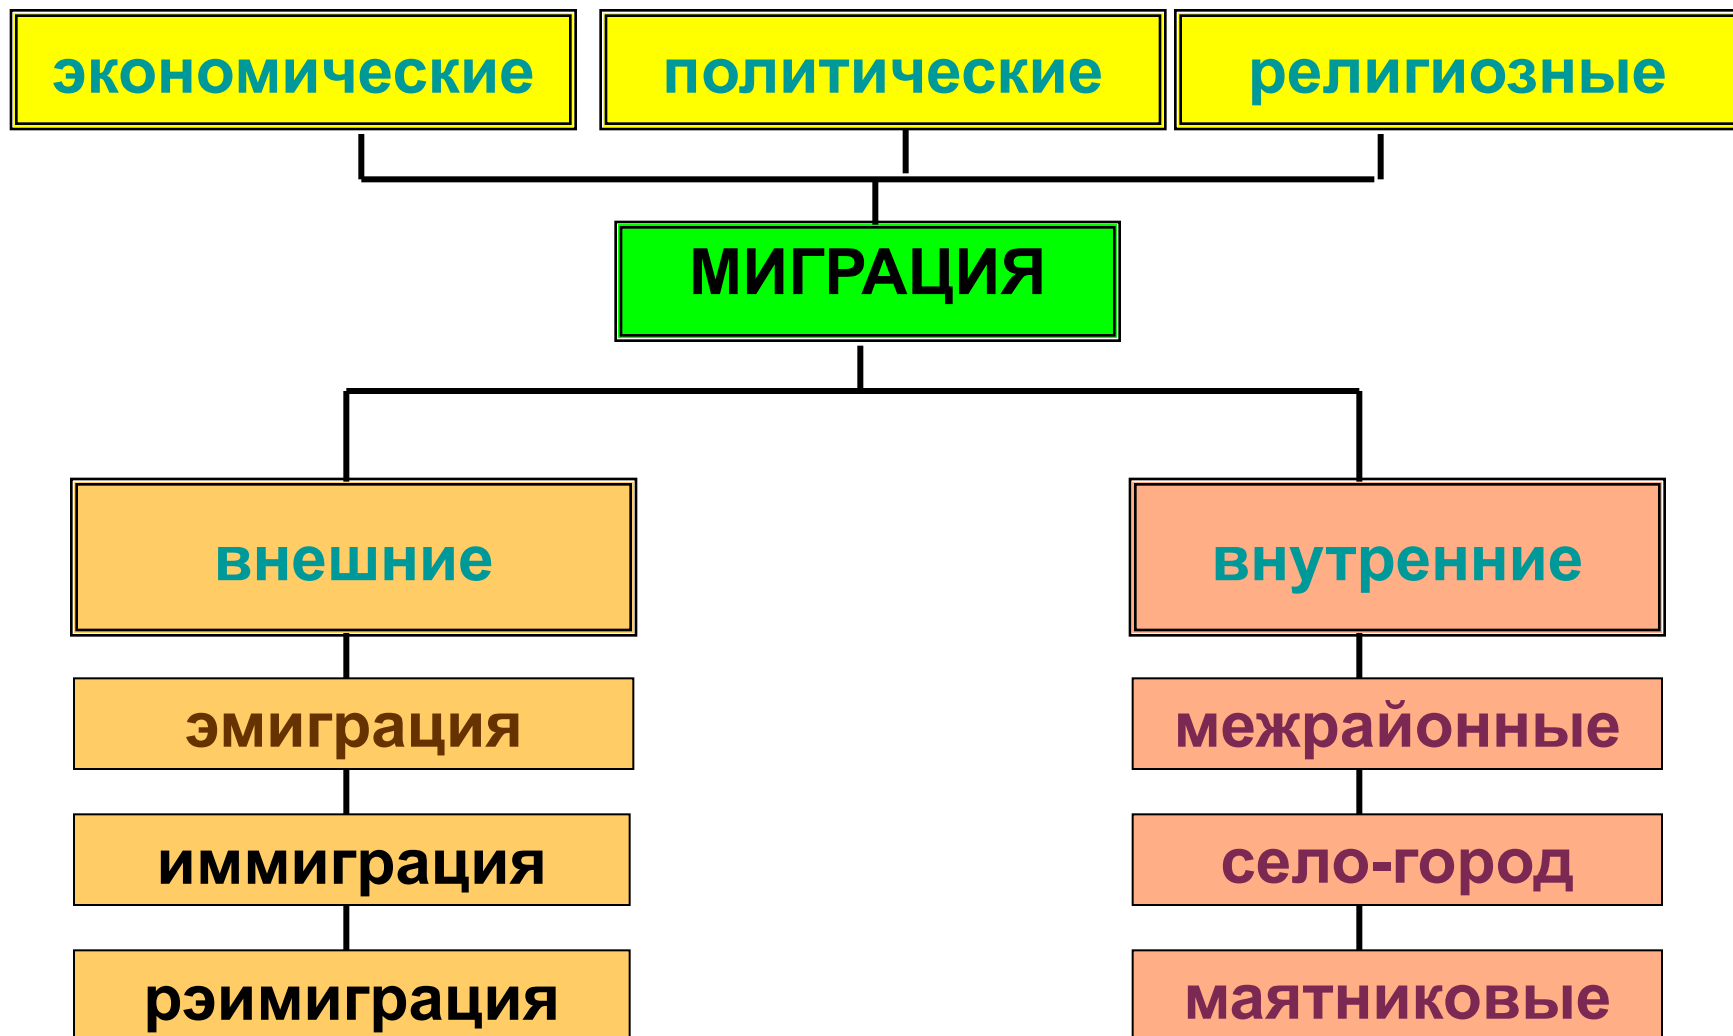 экономические
политические
религиозные
МИГРАЦИЯ
внешние
внутренние
эмиграция
межрайонные
иммиграция
село-город
рэимиграция
маятниковые